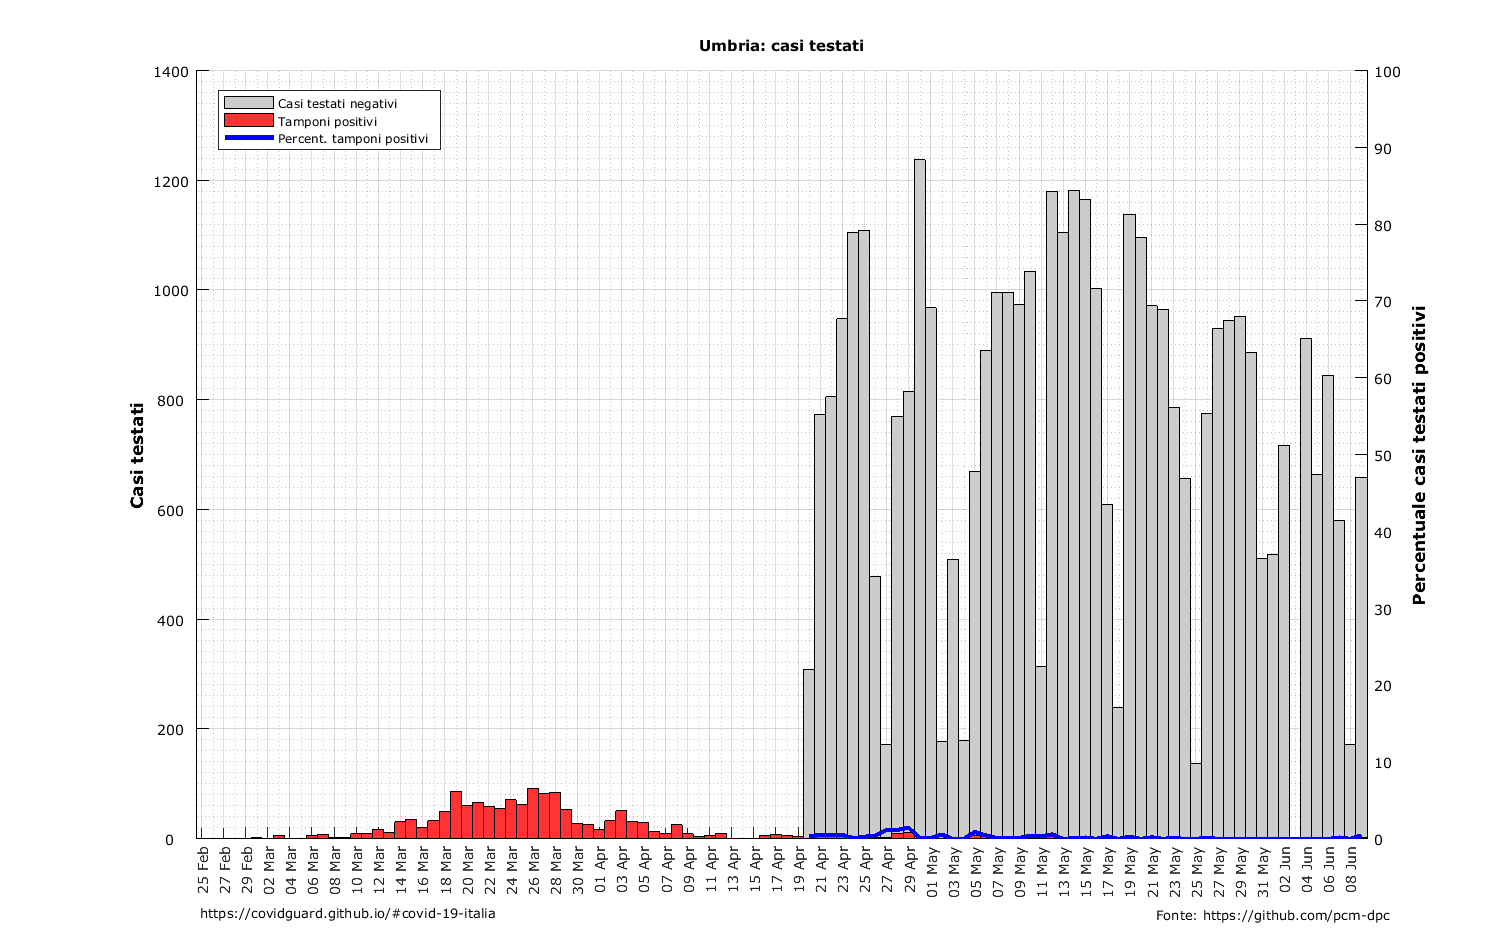 Umbria: casi testati
Casi testati negativi
Tamponi positivi
Percent. tamponi positivi
Casi testati
1400
1200
1000
800
600
400
200
0
Percentuale casi testati positivi
100
90
80
70
60
50
40
30
20
10
0
25 Feb
27 Feb
29 Feb
02 Mar
04 Mar
06 Mar
08 Mar
10 Mar
12 Mar
14 Mar
16 Mar
18 Mar
20 Mar
22 Mar
24 Mar
26 Mar
28 Mar
30 Mar
01 Apr
03 Apr
05 Apr
07 Apr
09 Apr
11 Apr
13 Apr
15 Apr
17 Apr
19 Apr
21 Apr
23 Apr
25 Apr
27 Apr
29 Apr
01 May
03 May
05 May
07 May
09 May
11 May
13 May
15 May
17 May
19 May
21 May
23 May
25 May
27 May
29 May
31 May
02 Jun
04 Jun
06 Jun
08 Jun
https://covidguard.github.io/#covid-19-italia
Fonte: https://github.com/pcm-dpc